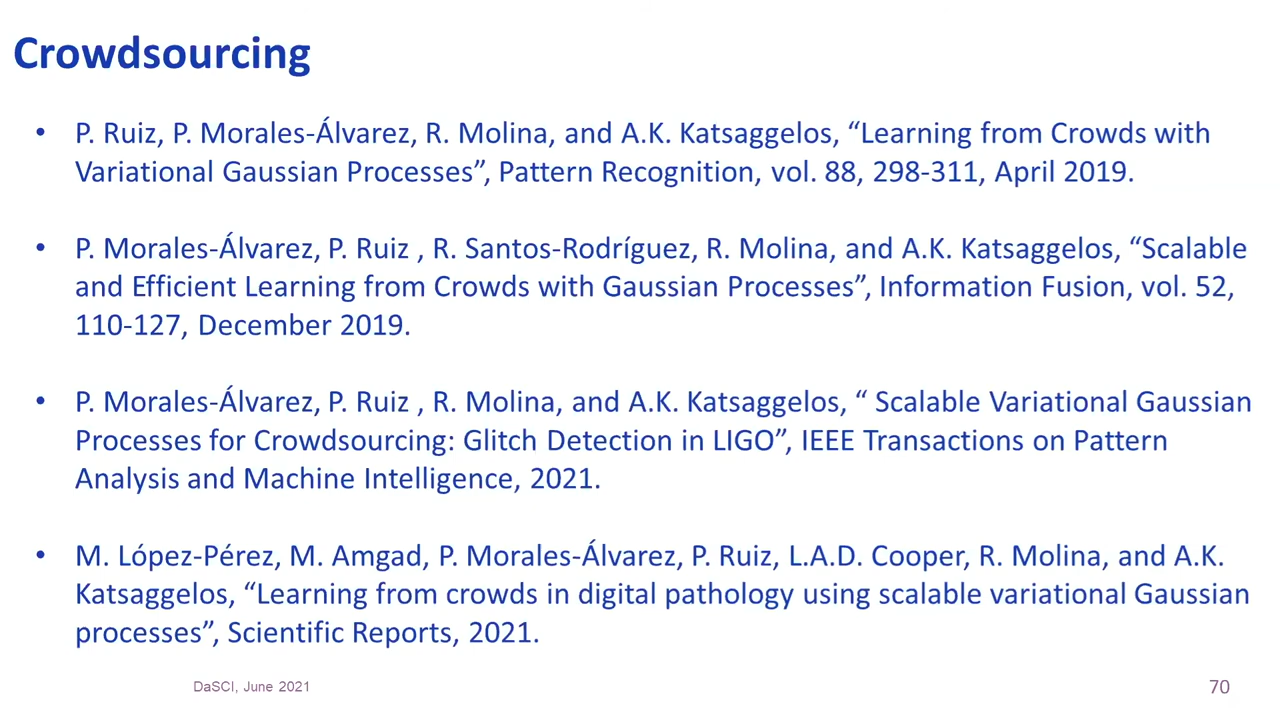 Crowdsourcing
• P. Ruiz, P. Morales-Álvarez, R. Molina, and A.K. Katsaggelos, “Learning from Crowds with
Variational Gaussian Processes”, Pattern Recognition, vol. 88, 298-311, April 2019.
• P. Morales-Álvarez, P. Ruiz , R. Santos-Rodríguez, R. Molina, and A.K. Katsaggelos, “Scalable
and Efficient Learning from Crowds with Gaussian Processes”, Information Fusion, vol. 52,
110-127, December 2019.
• P. Morales-Álvarez, P. Ruiz , R. Molina, and A.K. Katsaggelos, “ Scalable Variational Gaussian
Processes for Crowdsourcing: Glitch Detection in LIGO”, IEEE Transactions on Pattern
Analysis and Machine Intelligence, 2021.
• M. López-Pérez, M. Amgad, P. Morales-Álvarez, P. Ruiz, L.A.D. Cooper, R. Molina, and A.K.
Katsaggelos, “Learning from crowds in digital pathology using scalable variational Gaussian
processes”, Scientific Reports, 2021.
DaSCI, June 2021
70